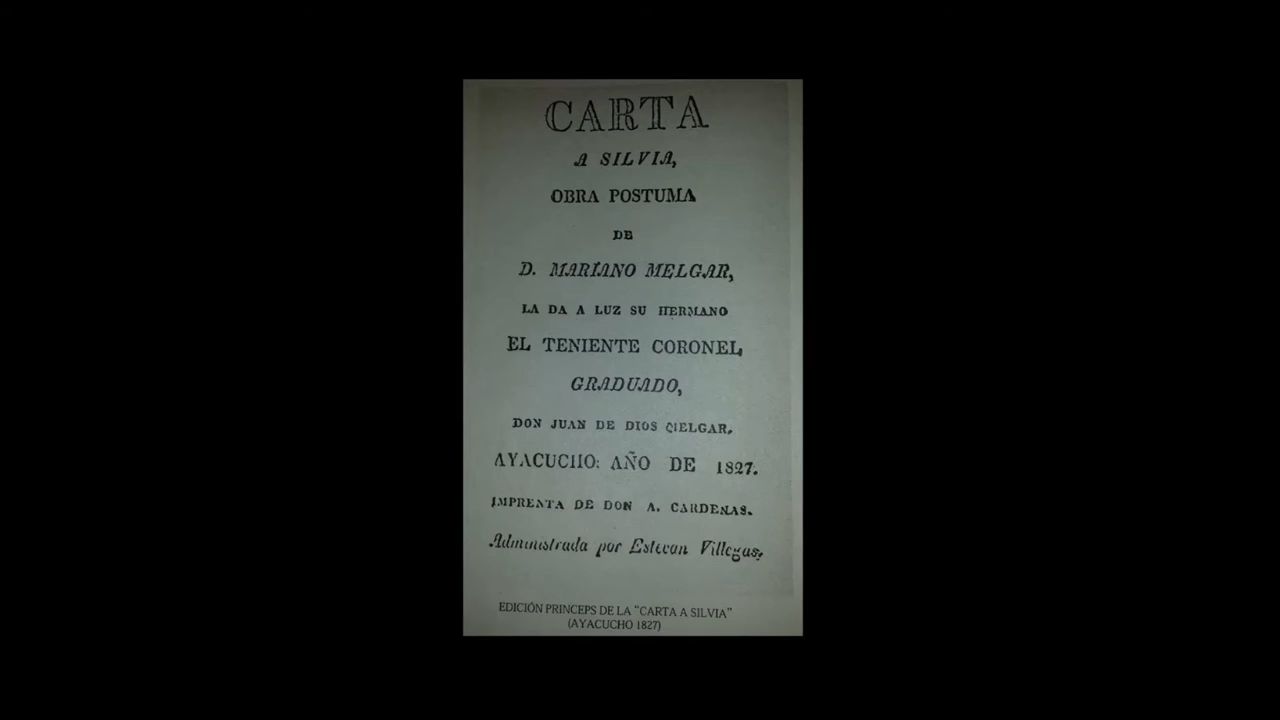 CARTA
A SILVIA,
OBRA POSTUMA
DE
D. MARIANO MELGAR,
LA DA A LUZ SU HERMANO
EL TENIENTE CORONEL
GRADUADO,
DON JUAN DE DIOS MELGAR.
AYACUCHO: AÑO DE 1827.
IMPRENTA DE DON A. CARDENAS.
Administrada por Estevan Villegas.
EDICIÓN PRINCEPS DE LA "CARTA A SILVIA"
(AYACUCHO 1827)